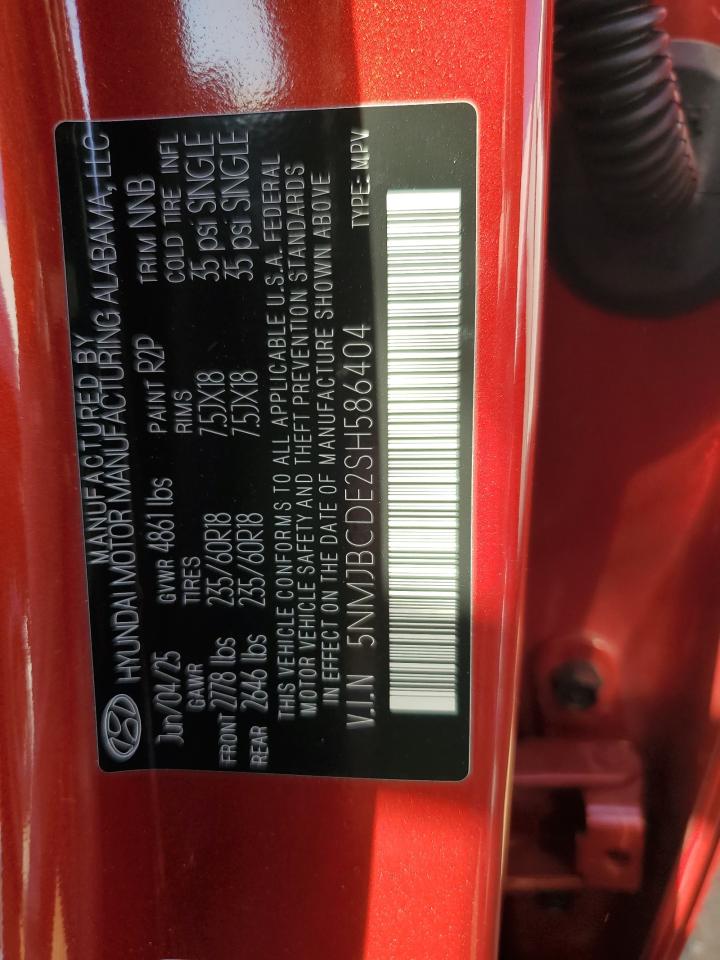 MANUFACTURED BY
HYUNDAI MOTOR MANUFACTURING ALABAMA, LLC
Jun/04/25 GVWR 4861 lbs PAINT R2P TRIM NNB
GAWR TIRES RIMS COLD TIRE INFL
FRONT 2778 lbs 235/60R18 7.5JX18 35 psi SINGLE
REAR 2646 lbs 235/60R18 7.5JX18 35 psi SINGLE
THIS VEHICLE CONFORMS TO ALL APPLICABLE U.S.A. FEDERAL
MOTOR VEHICLE SAFETY AND THEFT PREVENTION STANDARDS
IN EFFECT ON THE DATE OF MANUFACTURE SHOWN ABOVE
V.I.N 5NMJBCDE2SH586404 TYPE: MPV